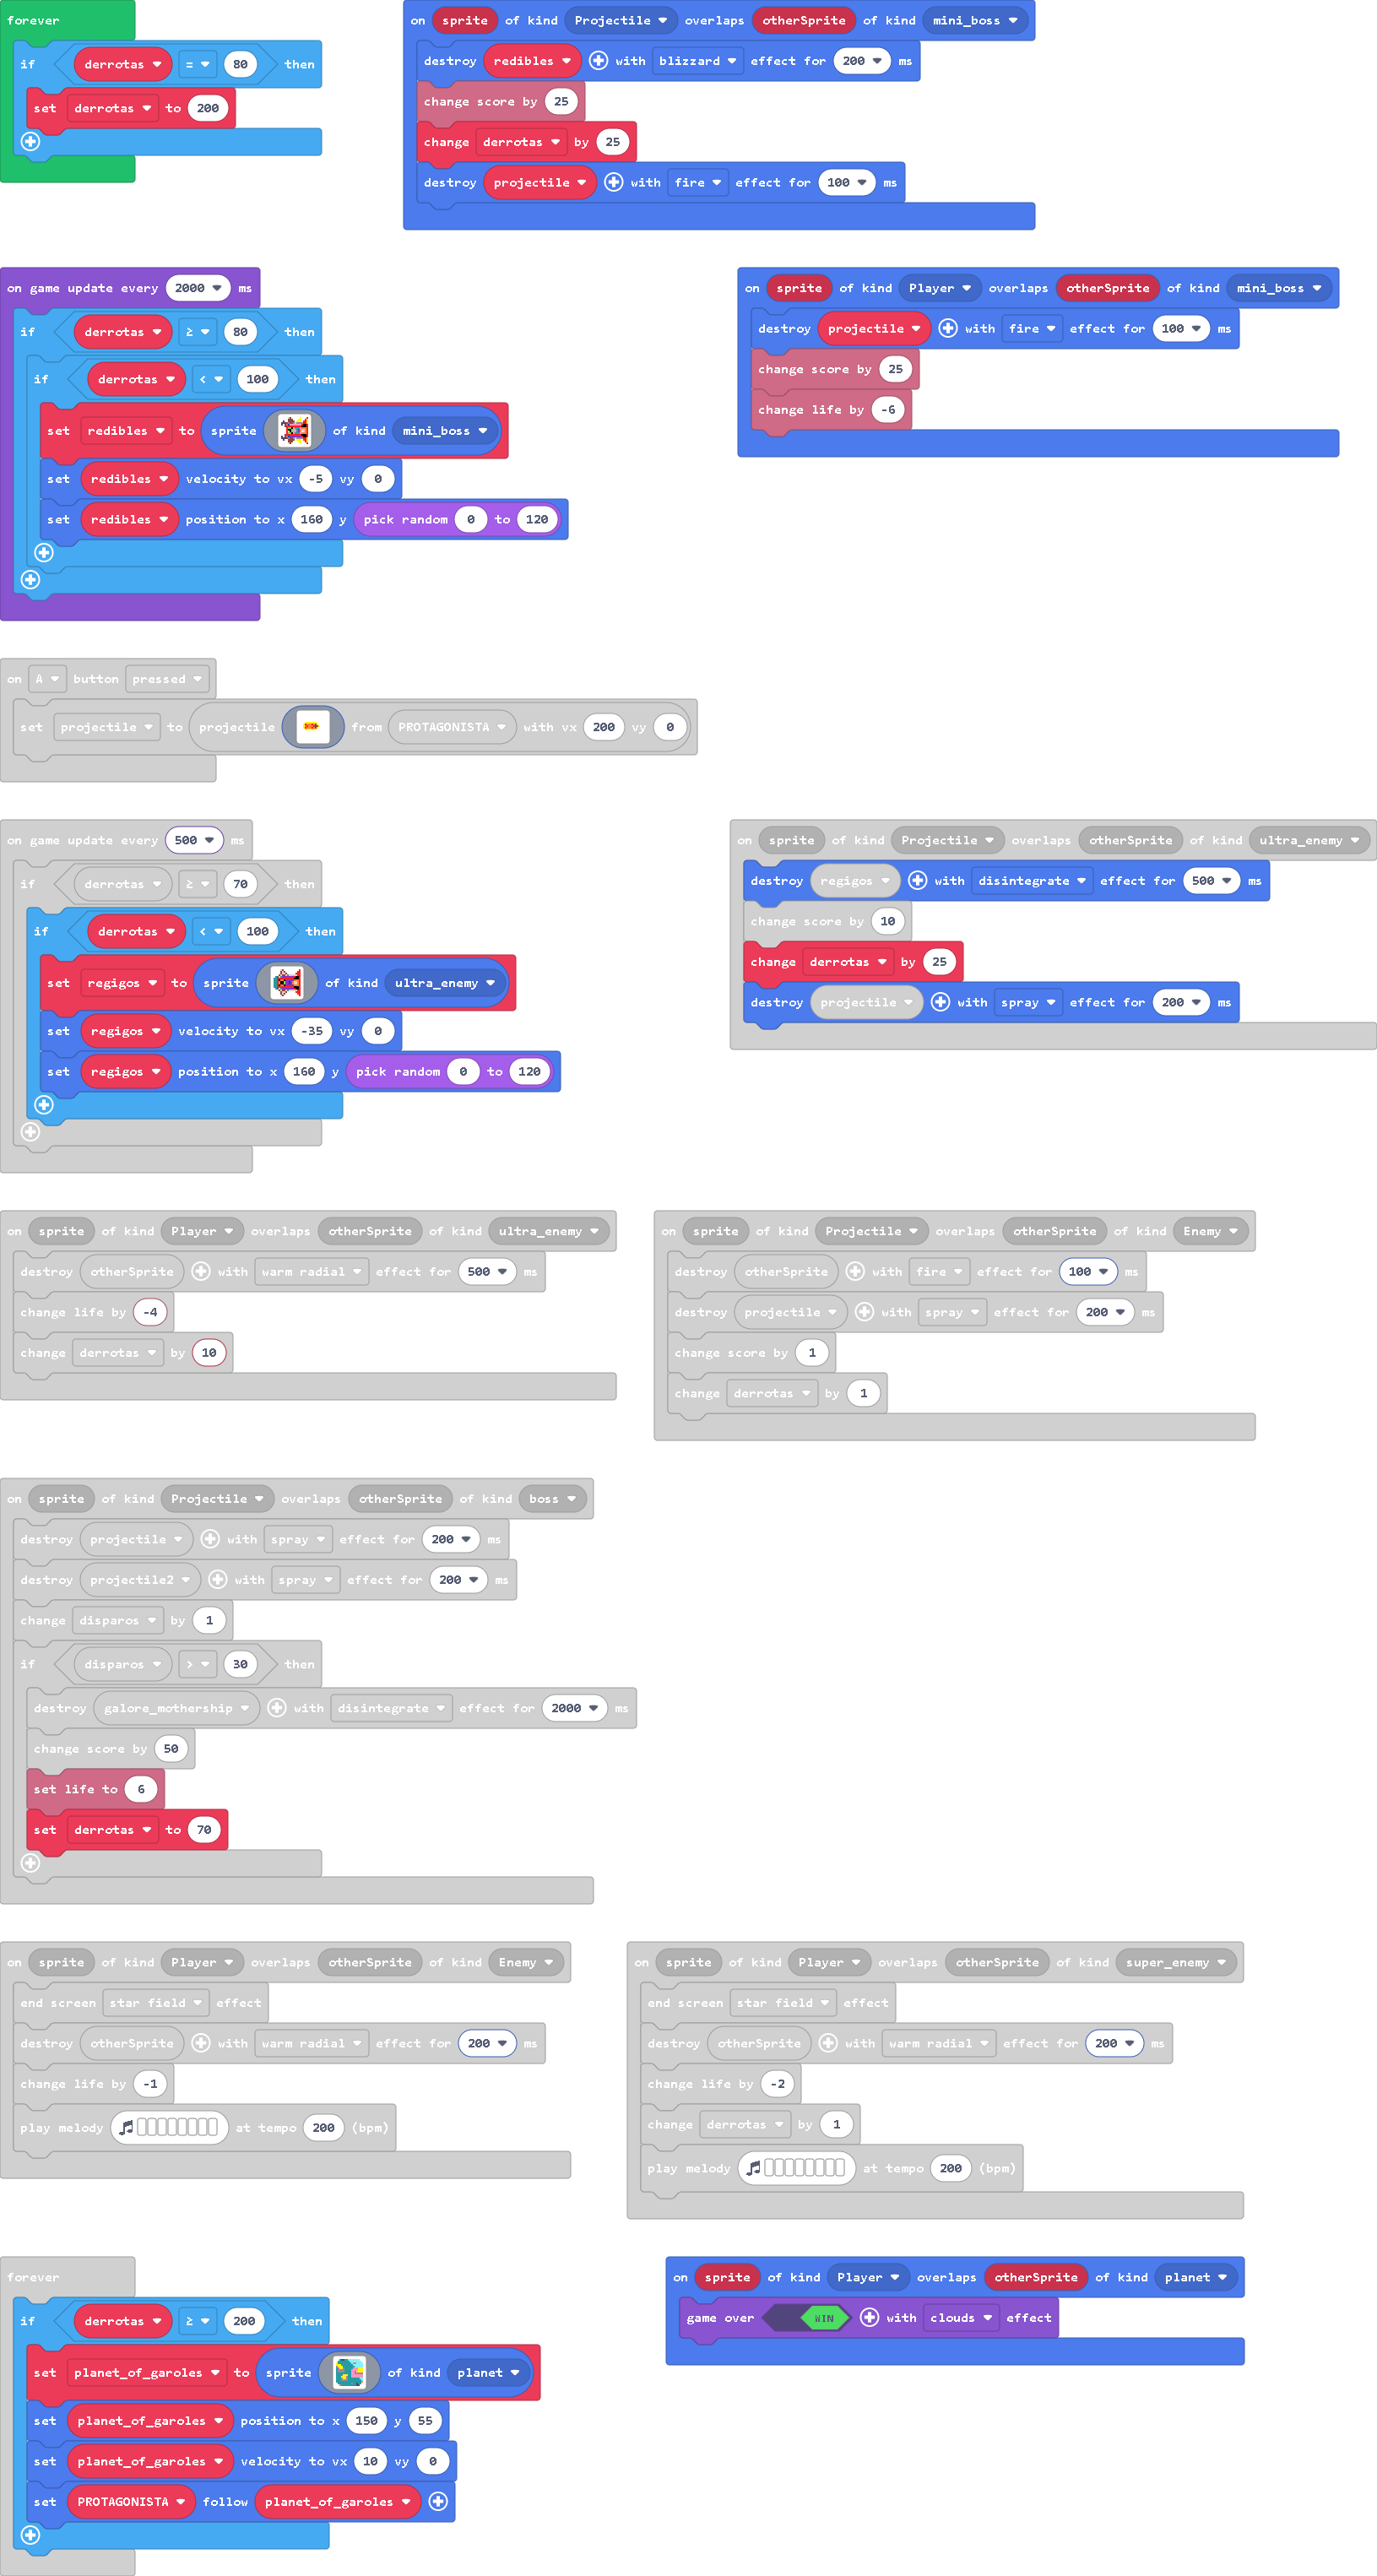 forever
if derrotas = 80 then
set derrotas to 200
on sprite of kind Projectile overlaps otherSprite of kind mini_boss
destroy redibles with blizzard effect for 200 ms
change score by 25
change derrotas by 25
destroy projectile with fire effect for 100 ms
on game update every 2000 ms
if derrotas ≥ 80 then
if derrotas < 100 then
set redibles to sprite of kind mini_boss
set redibles velocity to vx -5 vy 0
set redibles position to x 160 y pick random 0 to 120
on sprite of kind Player overlaps otherSprite of kind mini_boss
destroy projectile with fire effect for 100 ms
change score by 25
change life by -6
on A button pressed
set projectile to projectile from PROTAGONISTA with vx 200 vy 0
on game update every 500 ms
if derrotas ≥ 70 then
if derrotas < 100 then
set regigos to sprite of kind ultra_enemy
set regigos velocity to vx -35 vy 0
set regigos position to x 160 y pick random 0 to 120
on sprite of kind Projectile overlaps otherSprite of kind ultra_enemy
destroy regigos with disintegrate effect for 500 ms
change score by 10
change derrotas by 25
destroy projectile with spray effect for 200 ms
on sprite of kind Player overlaps otherSprite of kind ultra_enemy
destroy otherSprite with warm radial effect for 500 ms
change life by -4
change derrotas by 10
on sprite of kind Projectile overlaps otherSprite of kind Enemy
destroy otherSprite with fire effect for 100 ms
destroy projectile with spray effect for 200 ms
change score by 1
change derrotas by 1
on sprite of kind Projectile overlaps otherSprite of kind boss
destroy projectile with spray effect for 200 ms
destroy projectile2 with spray effect for 200 ms
change disparos by 1
if disparos > 30 then
destroy galore_mothership with disintegrate effect for 2000 ms
change score by 50
set life to 6
set derrotas to 70
on sprite of kind Player overlaps otherSprite of kind Enemy
end screen star field effect
destroy otherSprite with warm radial effect for 200 ms
change life by -1
play melody at tempo 200 (bpm)
on sprite of kind Player overlaps otherSprite of kind super_enemy
end screen star field effect
destroy otherSprite with warm radial effect for 200 ms
change life by -2
change derrotas by 1
play melody at tempo 200 (bpm)
forever
if derrotas ≥ 200 then
set planet_of_garoles to sprite of kind planet
set planet_of_garoles position to x 150 y 55
set planet_of_garoles velocity to vx 10 vy 0
set PROTAGONISTA follow planet_of_garoles
on sprite of kind Player overlaps otherSprite of kind planet
game over WIN with clouds effect